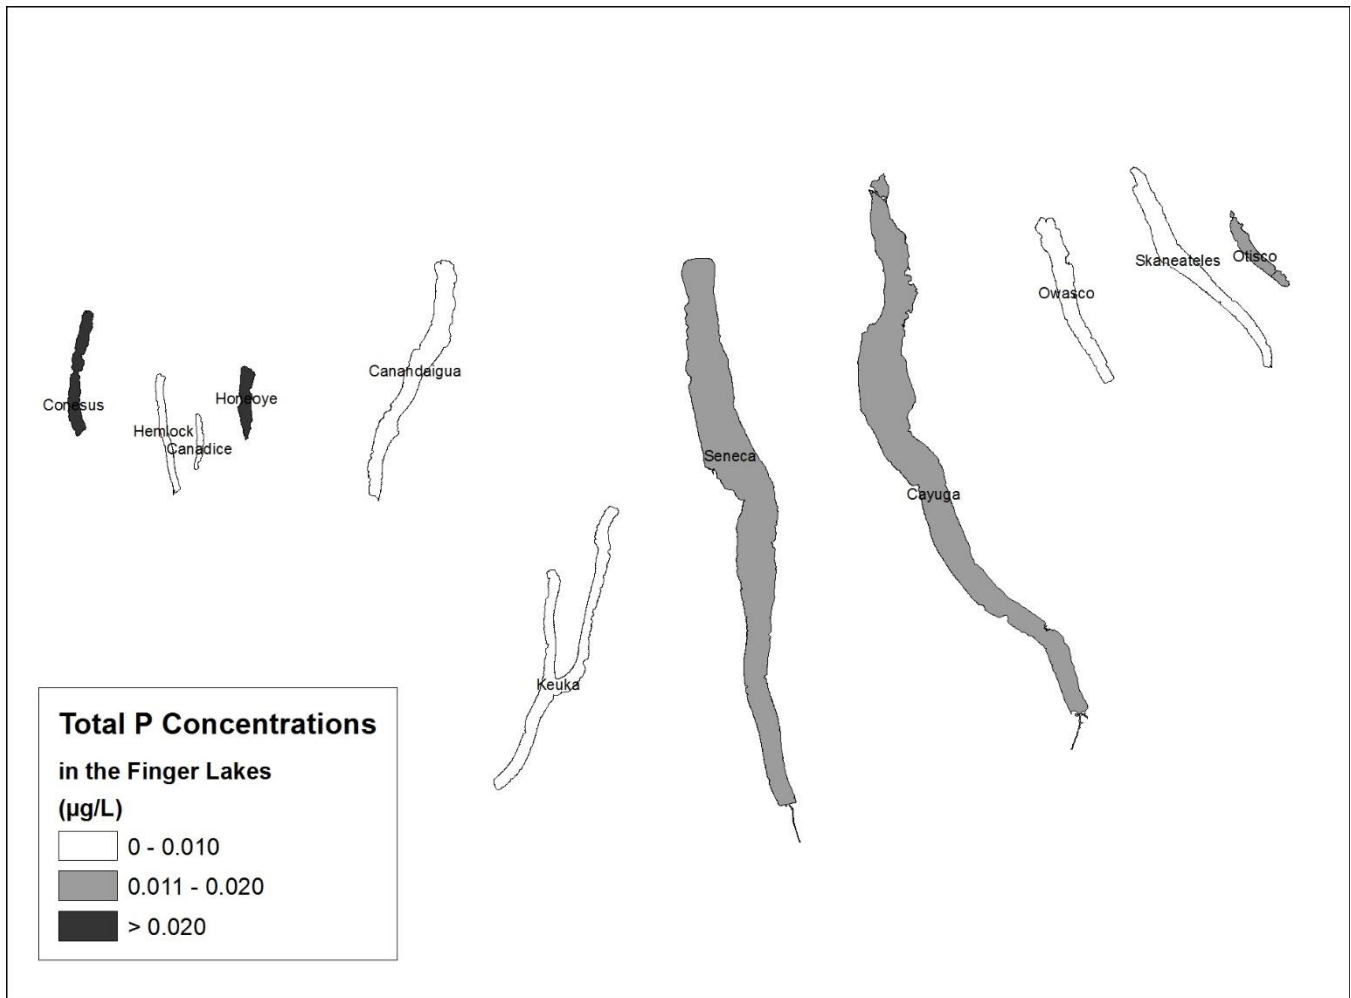 Skaneateles
Otisco
Owasco
Canandaigua
Honeoye
Conesus
Hemlock
Canadice
Seneca
Cayuga
Keuka
Total P Concentrations
in the Finger Lakes
(µg/L)
0 - 0.010
0.011 - 0.020
> 0.020